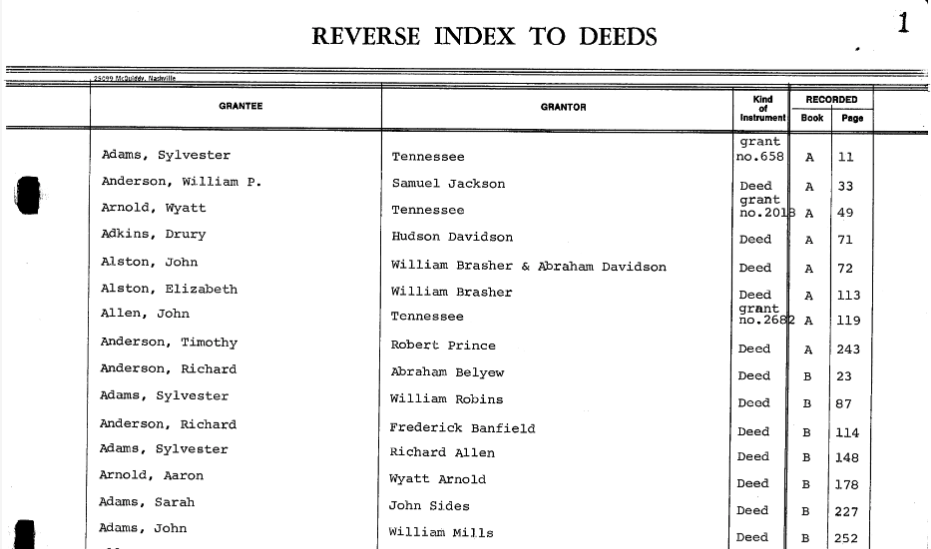 1
REVERSE INDEX TO DEEDS
25099 McQuiddy, Nashville
GRANTEE GRANTOR Kind of Instrument RECORDED Book Page
Adams, Sylvester Tennessee grant no.658 A 11
Anderson, William P. Samuel Jackson Deed A 33
Arnold, Wyatt Tennessee grant no.2013 A 49
Adkins, Drury Hudson Davidson Deed A 71
Alston, John William Brasher & Abraham Davidson Deed A 72
Alston, Elizabeth William Brasher Deed A 113
Allen, John Tennessee grant no.2682 A 119
Anderson, Timothy Robert Prince Deed A 243
Anderson, Richard Abraham Belyew Deed B 23
Adams, Sylvester William Robins Deed B 87
Anderson, Richard Frederick Banfield Deed B 114
Adams, Sylvester Richard Allen Deed B 148
Arnold, Aaron Wyatt Arnold Deed B 178
Adams, Sarah John Sides Deed B 227
Adams, John William Mills Deed B 252